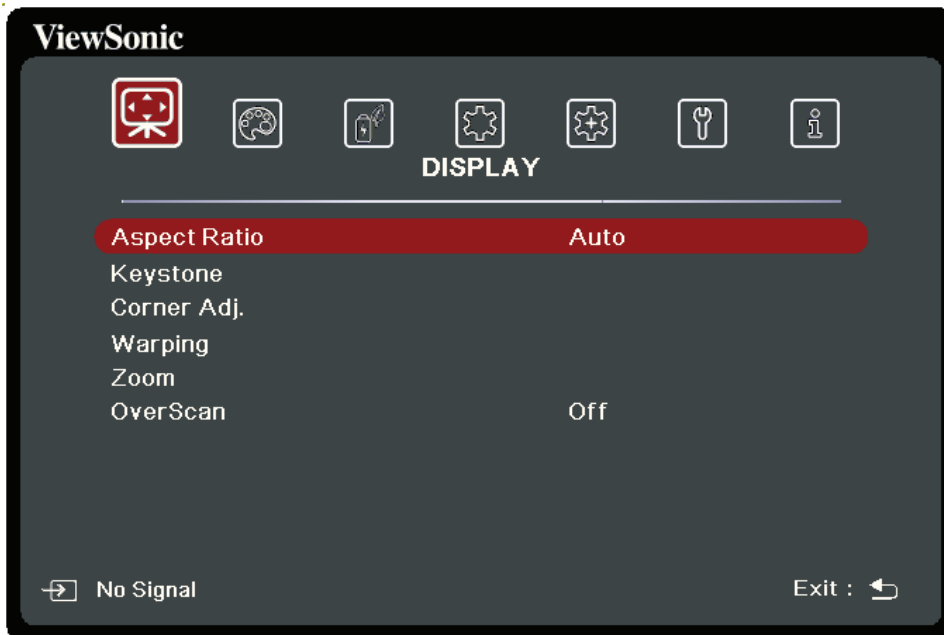 ViewSonic
DISPLAY
Aspect Ratio Auto
Keystone
Corner Adj.
Warping
Zoom
OverScan Off
No Signal Exit :